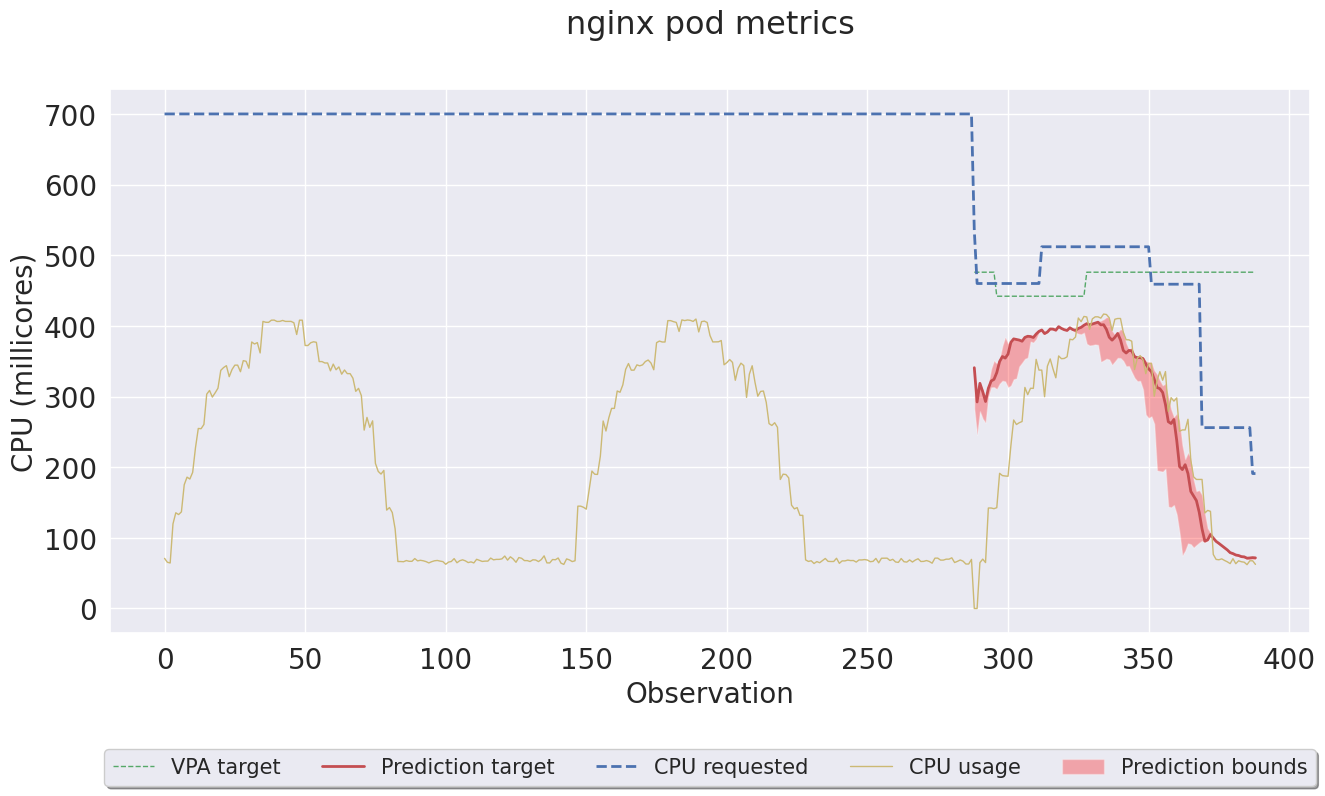 nginx pod metrics
700
600
500
400
300
200
100
0
CPU (millicores)
0 50 100 150 200 250 300 350 400
Observation
VPA target Prediction target CPU requested CPU usage Prediction bounds